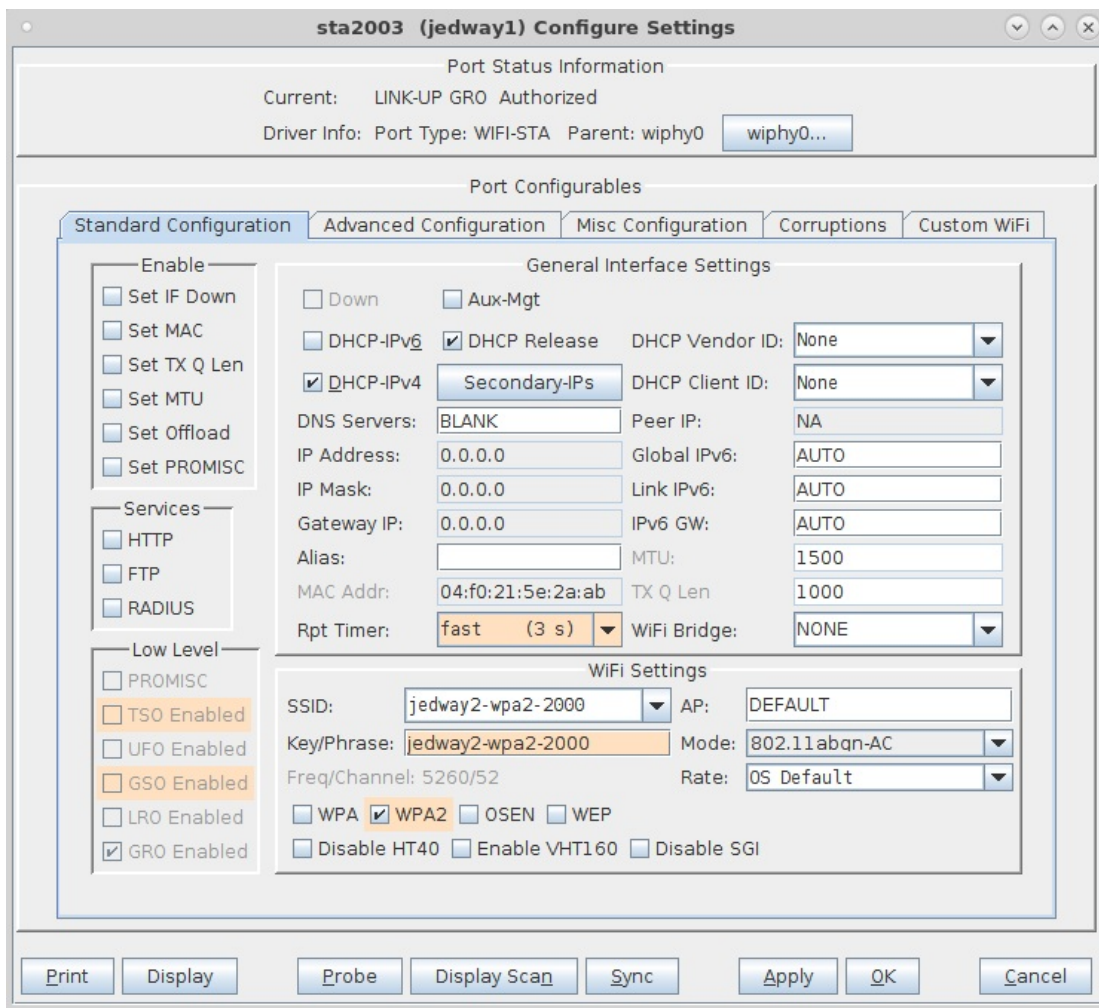 sta2003 (jedway1) Configure Settings
Port Status Information
Current: LINK-UP GRO Authorized
Driver Info: Port Type: WIFI-STA Parent: wiphy0 wiphy0...
Port Configurables
Standard Configuration Advanced Configuration Misc Configuration Corruptions Custom WiFi
Enable
Set IF Down
Set MAC
Set TX Q Len
Set MTU
Set Offload
Set PROMISC
Services
HTTP
FTP
RADIUS
Low Level
PROMISC
TSO Enabled
UFO Enabled
GSO Enabled
LRO Enabled
GRO Enabled
General Interface Settings
Down Aux-Mgt
DHCP-IPv6 DHCP Release DHCP Vendor ID: None
DHCP-IPv4 Secondary-IPs DHCP Client ID: None
DNS Servers: BLANK Peer IP: NA
IP Address: 0.0.0.0 Global IPv6: AUTO
IP Mask: 0.0.0.0 Link IPv6: AUTO
Gateway IP: 0.0.0.0 IPv6 GW: AUTO
Alias: MTU: 1500
MAC Addr: 04:f0:21:5e:2a:ab TX Q Len 1000
Rpt Timer: fast (3 s) WiFi Bridge: NONE
WiFi Settings
SSID: jedway2-wpa2-2000 AP: DEFAULT
Key/Phrase: jedway2-wpa2-2000 Mode: 802.11abgn-AC
Freq/Channel: 5260/52 Rate: OS Default
WPA WPA2 OSEN WEP
Disable HT40 Enable VHT160 Disable SGI
Print Display Probe Display Scan Sync Apply OK Cancel